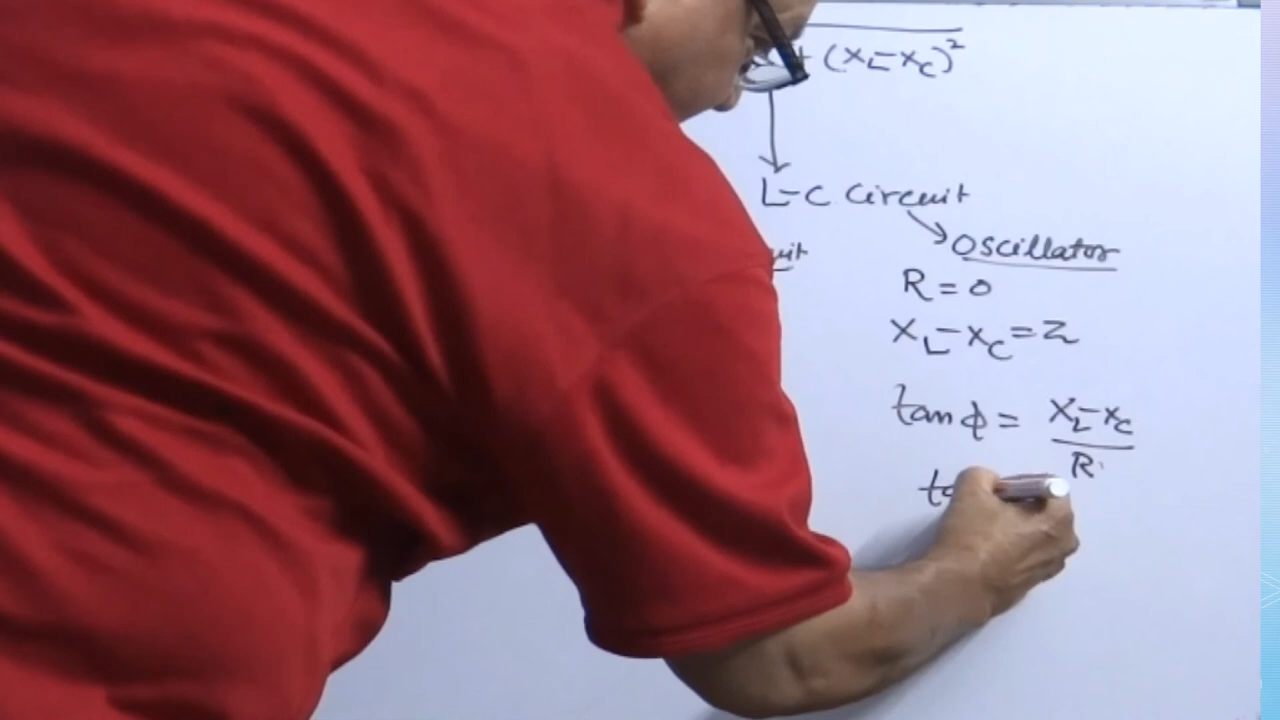 + (X_L - X_C)²
L-C Circuit
Oscillator
R = 0
X_L - X_C = Z
tan ϕ = X_L - X_C / R